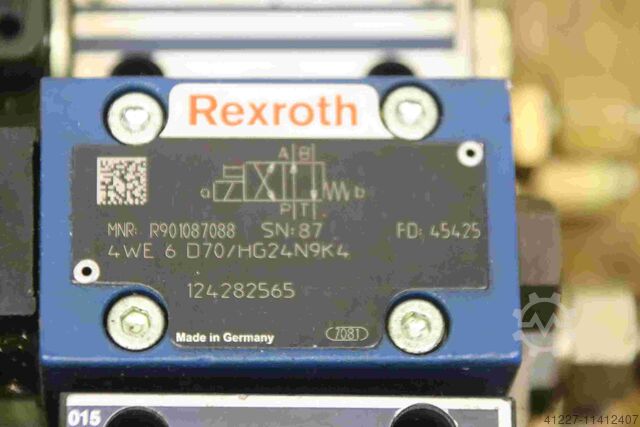 Rexroth
A B
a b
P T
MNR: R901087088 SN: 87 FD: 45425
4WE 6 D70/HG24N9K4
124282565
Made in Germany 7081
015
41227-11412407